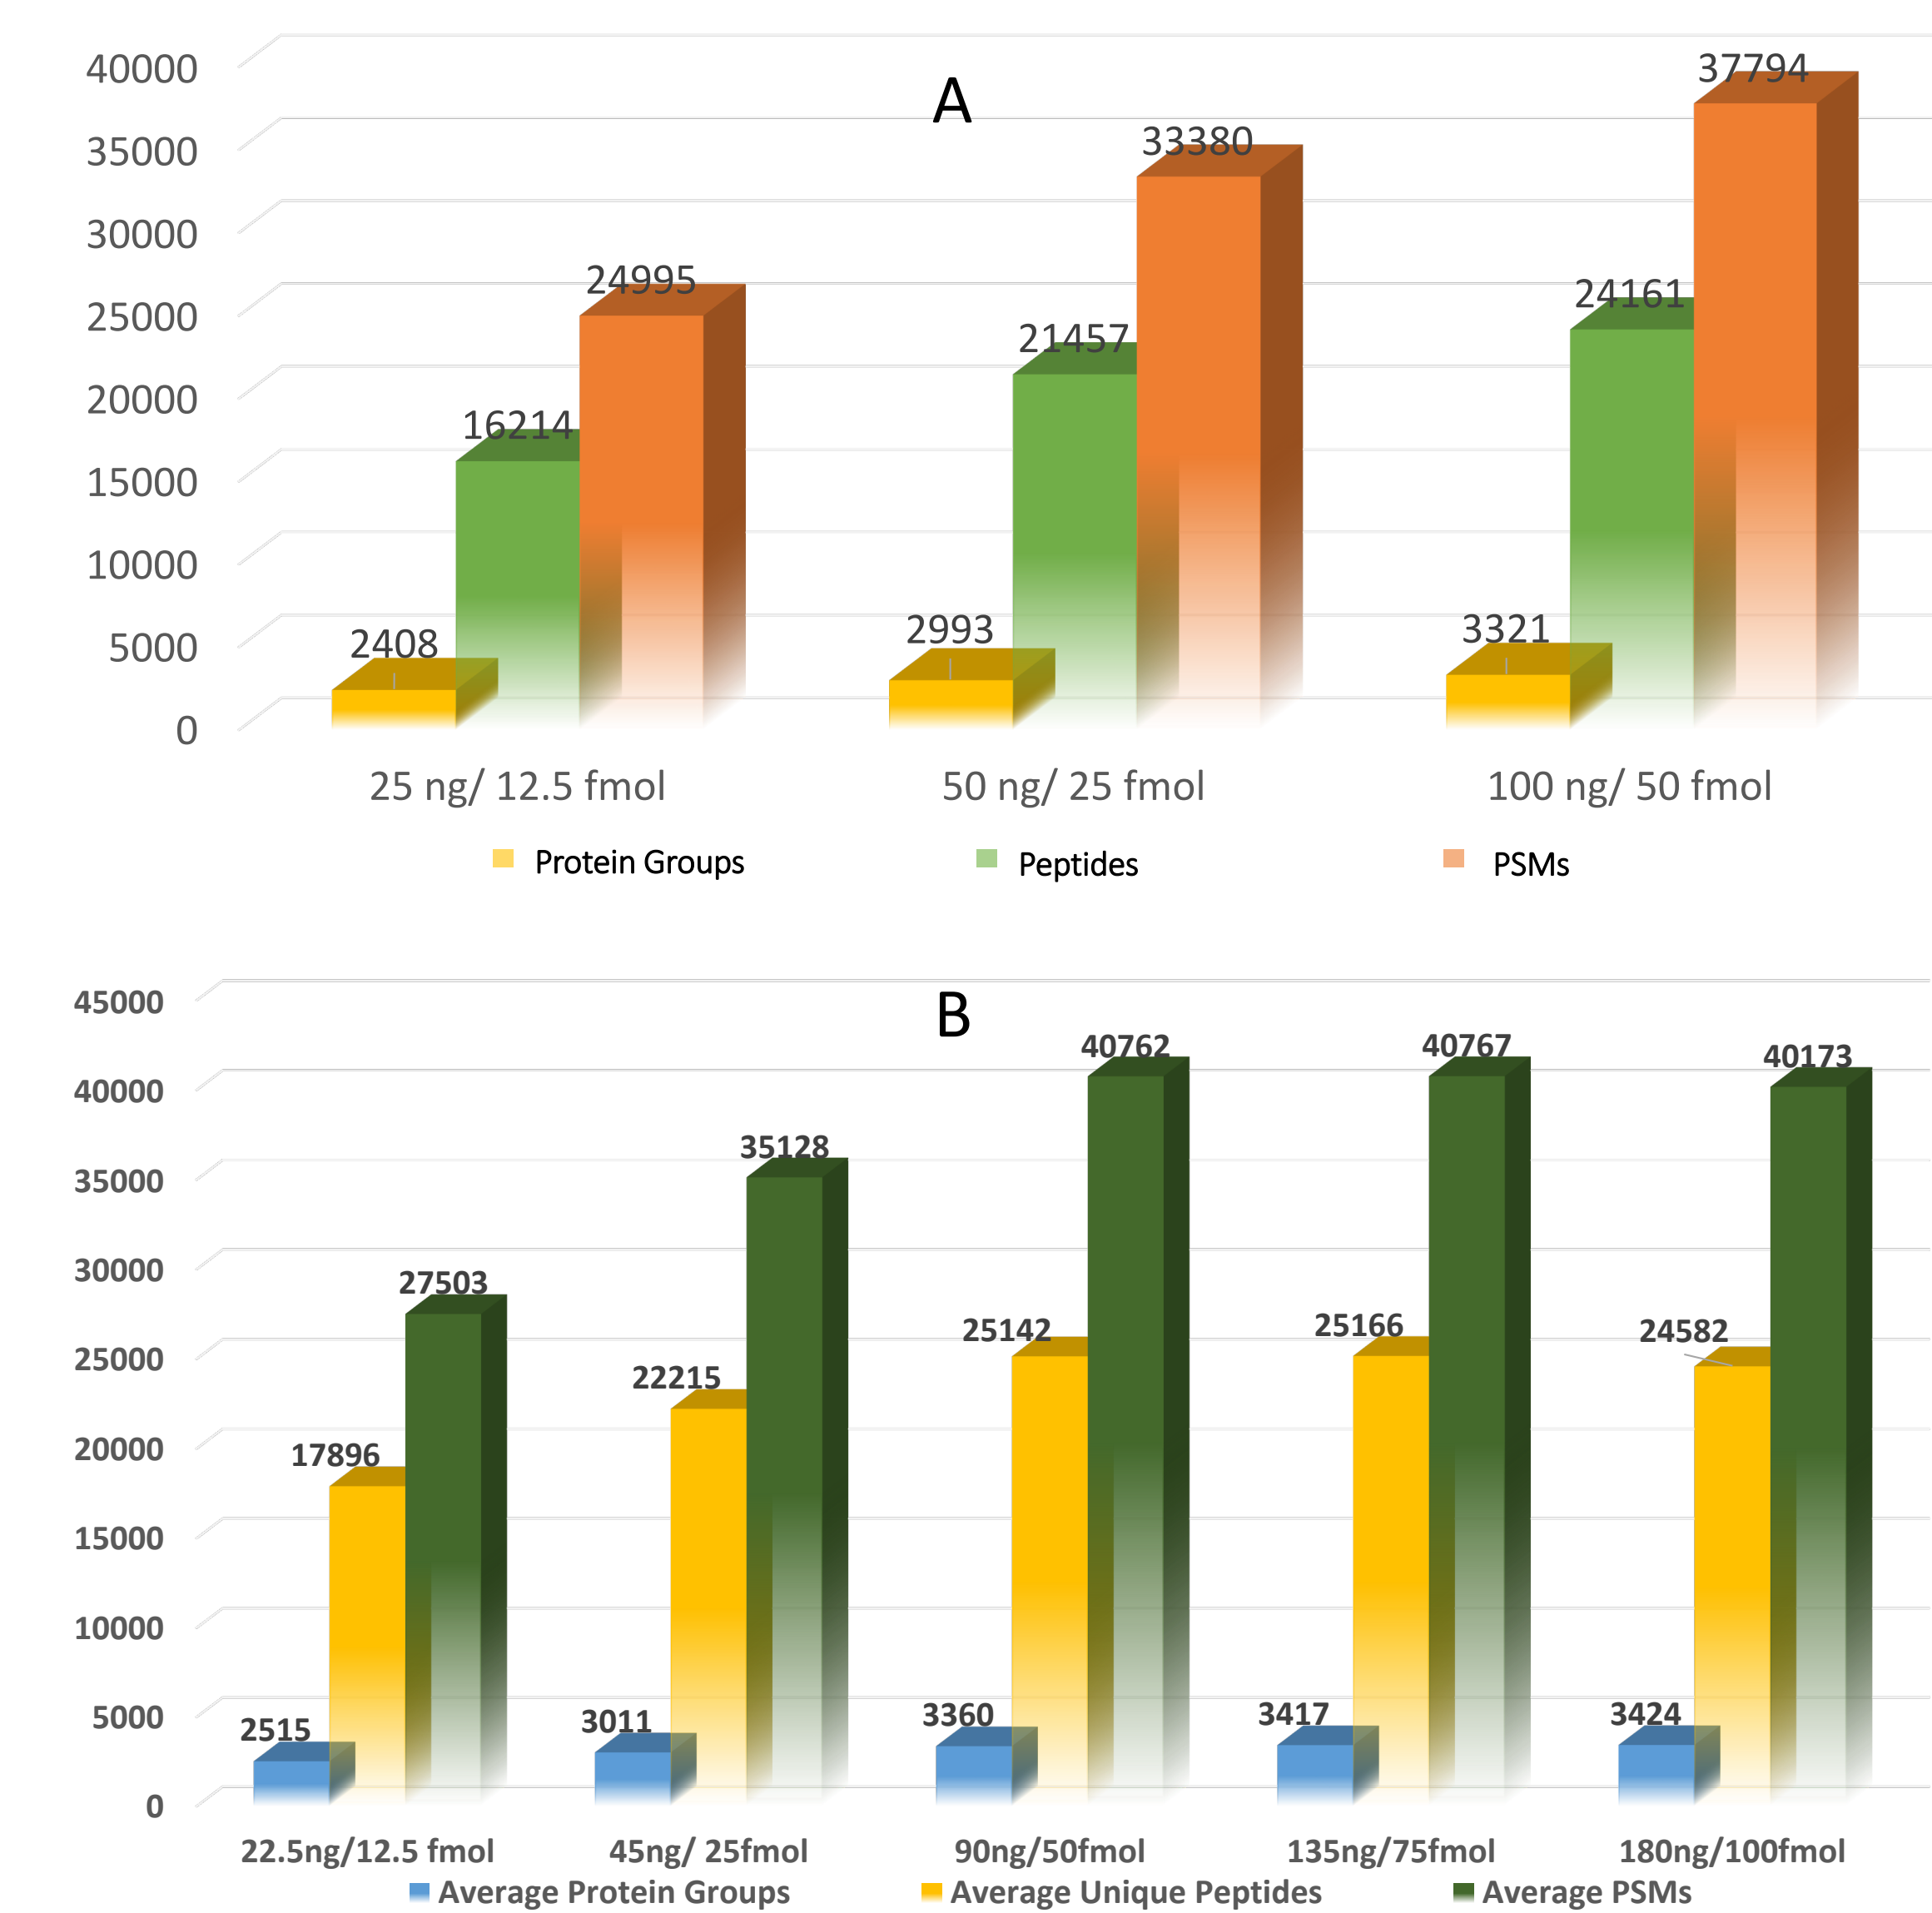 A
40000
35000
30000
25000
20000
15000
10000
5000
0
2408
16214
24995
2993
21457
33380
3321
24161
37794
25 ng/ 12.5 fmol
50 ng/ 25 fmol
100 ng/ 50 fmol
Protein Groups
Peptides
PSMs
B
45000
40000
35000
30000
25000
20000
15000
10000
5000
0
2515
17896
27503
3011
22215
35128
3360
25142
40762
3417
25166
40767
3424
24582
40173
22.5ng/12.5 fmol
45ng/ 25fmol
90ng/50fmol
135ng/75fmol
180ng/100fmol
Average Protein Groups
Average Unique Peptides
Average PSMs